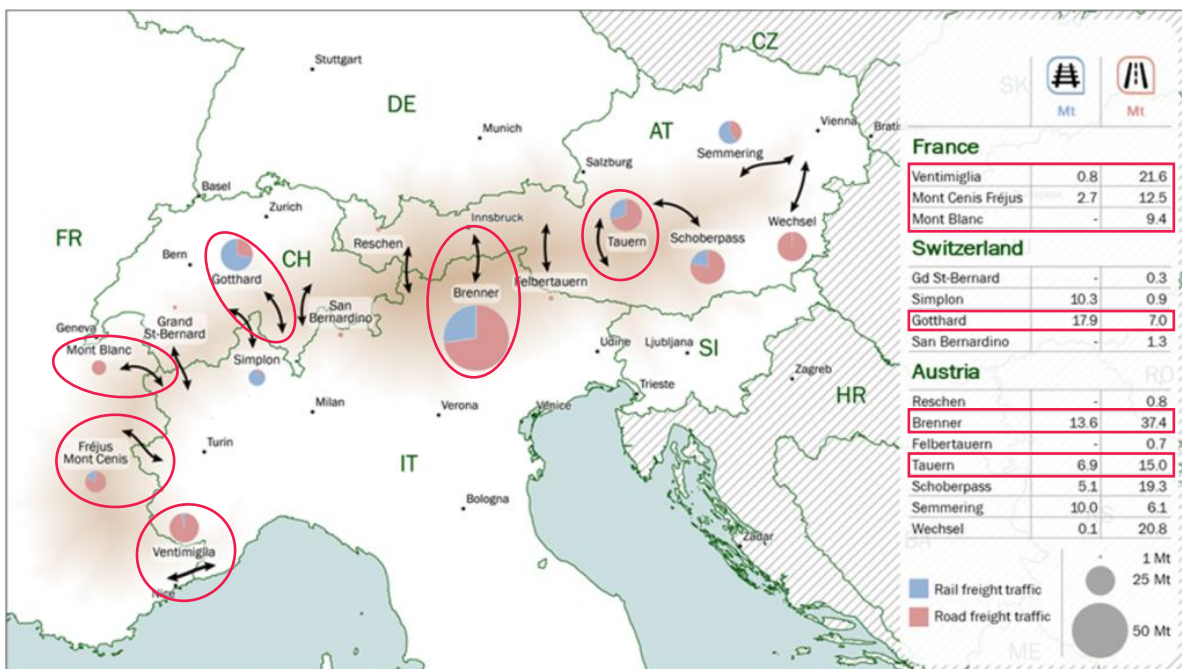 CZ
Stuttgart
DE
Munich
AT
Vienna
Bratis
Semmering
Salzburg
Basel
Zurich
Innsbruck
Wechsel
FR
Reschen
Tauern
Schoberpass
Bern
CH
Gotthard
Felbertauern
Brenner
San
Bernardino
Grand
St-Bernard
Geneva
Mont Blanc
Simplon
Udine
Ljubljana
SI
Zagreb
Trieste
HR
Milan
Verona
Venice
Fréjus
Mont Cenis
Turin
IT
Bologna
Zadar
Ventimiglia
Nice
SK
Mt Mt
France
Ventimiglia 0.8 21.6
Mont Cenis Fréjus 2.7 12.5
Mont Blanc - 9.4
Switzerland
Gd St-Bernard - 0.3
Simplon 10.3 0.9
Gotthard 17.9 7.0
San Bernardino - 1.3
RO
Austria
Reschen - 0.8
Brenner 13.6 37.4
Felbertauern - 0.7
Tauern 6.9 15.0
Schoberpass 5.1 19.3
Semmering 10.0 6.1
Wechsel 0.1 20.8
BA
1 Mt
25 Mt
50 Mt
Rail freight traffic
Road freight traffic
ME